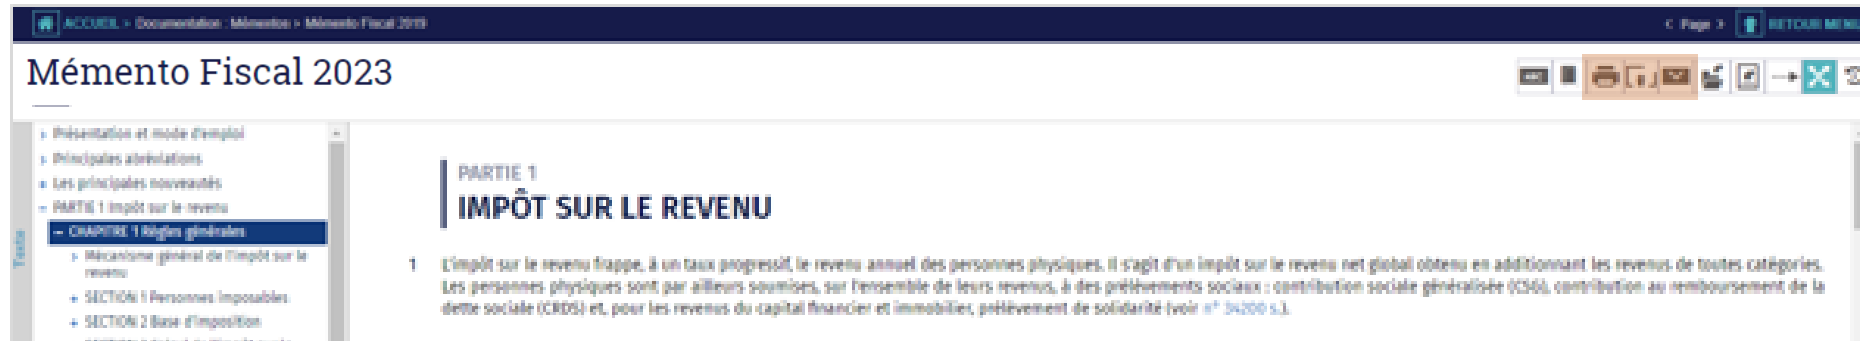 ACCUEIL > Documentation : Mémentos > Mémento Fiscal 2019
< Page >
RETOUR MENU
Mémento Fiscal 2023
Texte
Présentation et mode d'emploi
Principales abréviations
Les principales nouveautés
PARTIE 1 Impôt sur le revenu
CHAPITRE 1 Règles générales
Mécanisme général de l'impôt sur le
revenu
SECTION 1 Personnes imposables
SECTION 2 Base d'imposition
PARTIE 1
IMPÔT SUR LE REVENU
1 L'impôt sur le revenu frappe, à un taux progressif, le revenu annuel des personnes physiques. Il s'agit d'un impôt sur le revenu net global obtenu en additionnant les revenus de toutes catégories.
Les personnes physiques sont par ailleurs soumises, sur l'ensemble de leurs revenus, à des prélèvements sociaux : contribution sociale généralisée (CSG), contribution au remboursement de la
dette sociale (CRDS) et, pour les revenus du capital financier et immobilier, prélèvement de solidarité (voir n° 34200 s.).